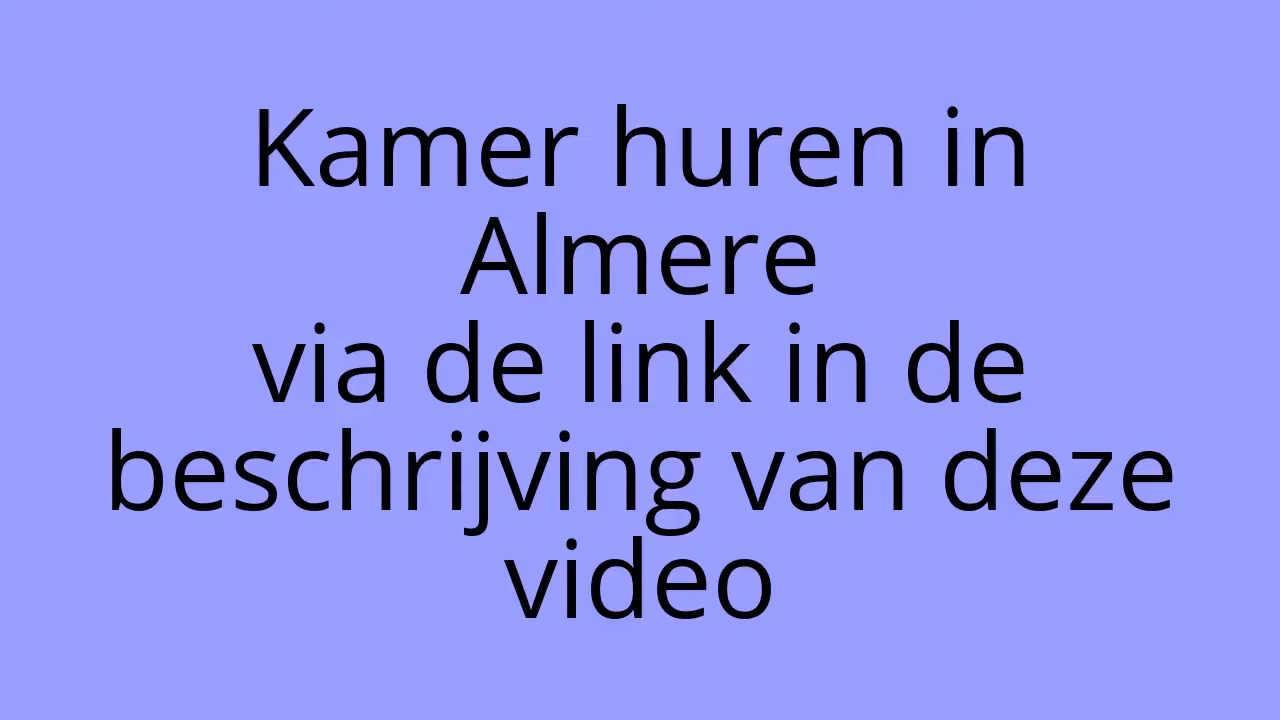 Kamer huren in
Almere
via de link in de
beschrijving van deze
video